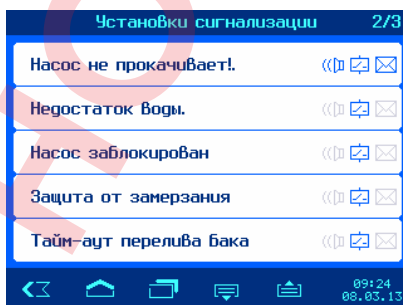 Установки сигнализации 2/3
Насос не прокачивает!.
Недостаток воды.
Насос заблокирован
Защита от замерзания
Тайм-аут перелива бака
09:24
08.03.13